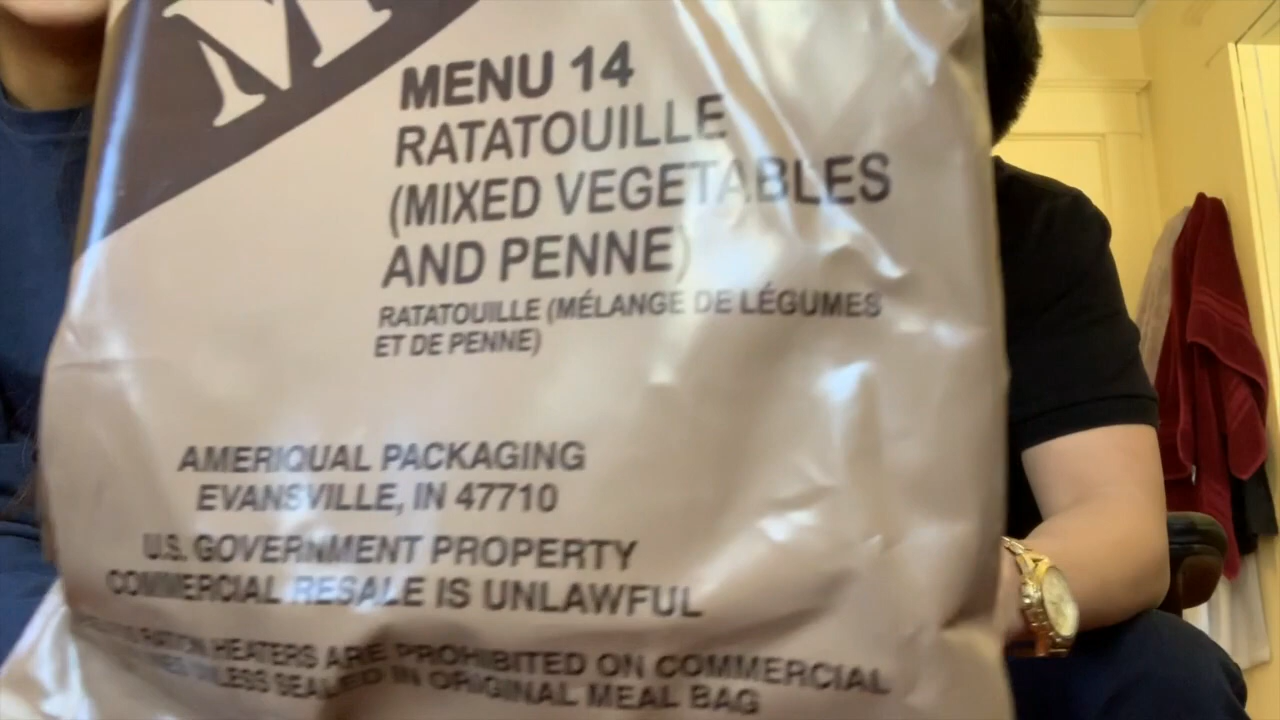 M
MENU 14
RATATOUILLE
(MIXED VEGETABLES
AND PENNE)
RATATOUILLE (MÉLANGE DE LÉGUMES
ET DE PENNE)
AMERIQUAL PACKAGING
EVANSVILLE, IN 47710
U.S. GOVERNMENT PROPERTY
COMMERCIAL RESALE IS UNLAWFUL
RATION HEATERS ARE PROHIBITED ON COMMERCIAL
UNLESS SEALED IN ORIGINAL MEAL BAG